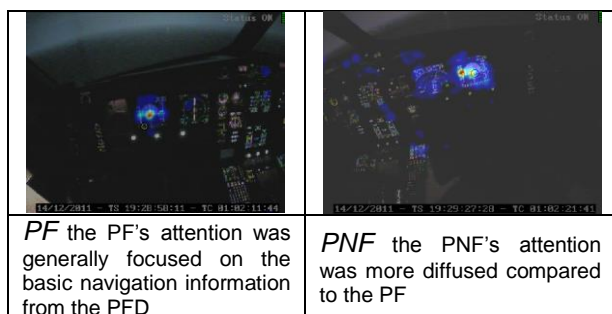 Status ON
Status ON
14/12/2011 - TS 19:28:58:11 - TC 01:02:11:44
14/12/2011 - TS 19:29:27:28 - TC 01:02:21:41
PF the PF's attention was
generally focused on the
basic navigation information
from the PFD
PNF the PNF's attention
was more diffused compared
to the PF